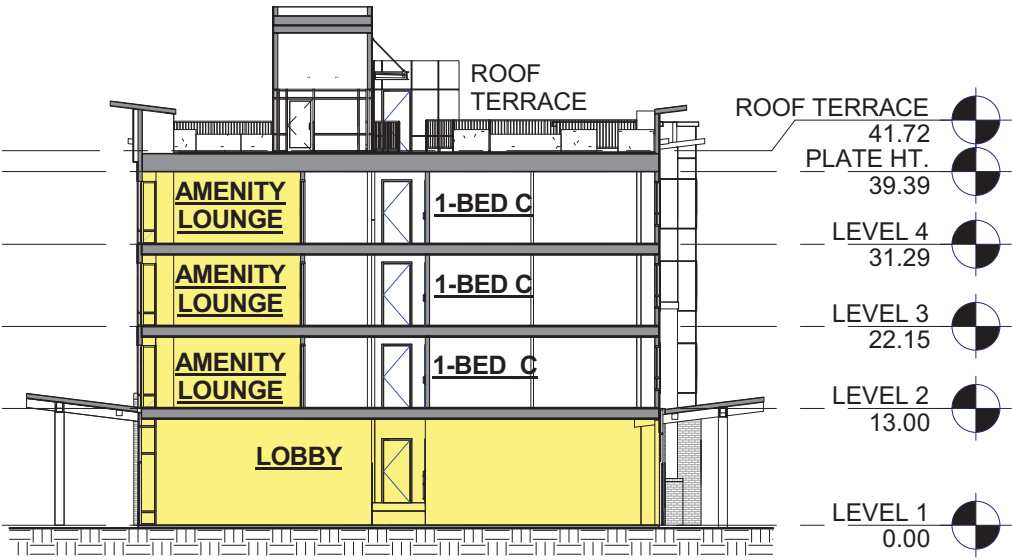 ROOF
TERRACE
ROOF TERRACE
41.72
PLATE HT.
39.39
AMENITY
LOUNGE
1-BED C
LEVEL 4
31.29
AMENITY
LOUNGE
1-BED C
LEVEL 3
22.15
AMENITY
LOUNGE
1-BED C
LEVEL 2
13.00
LOBBY
LEVEL 1
0.00